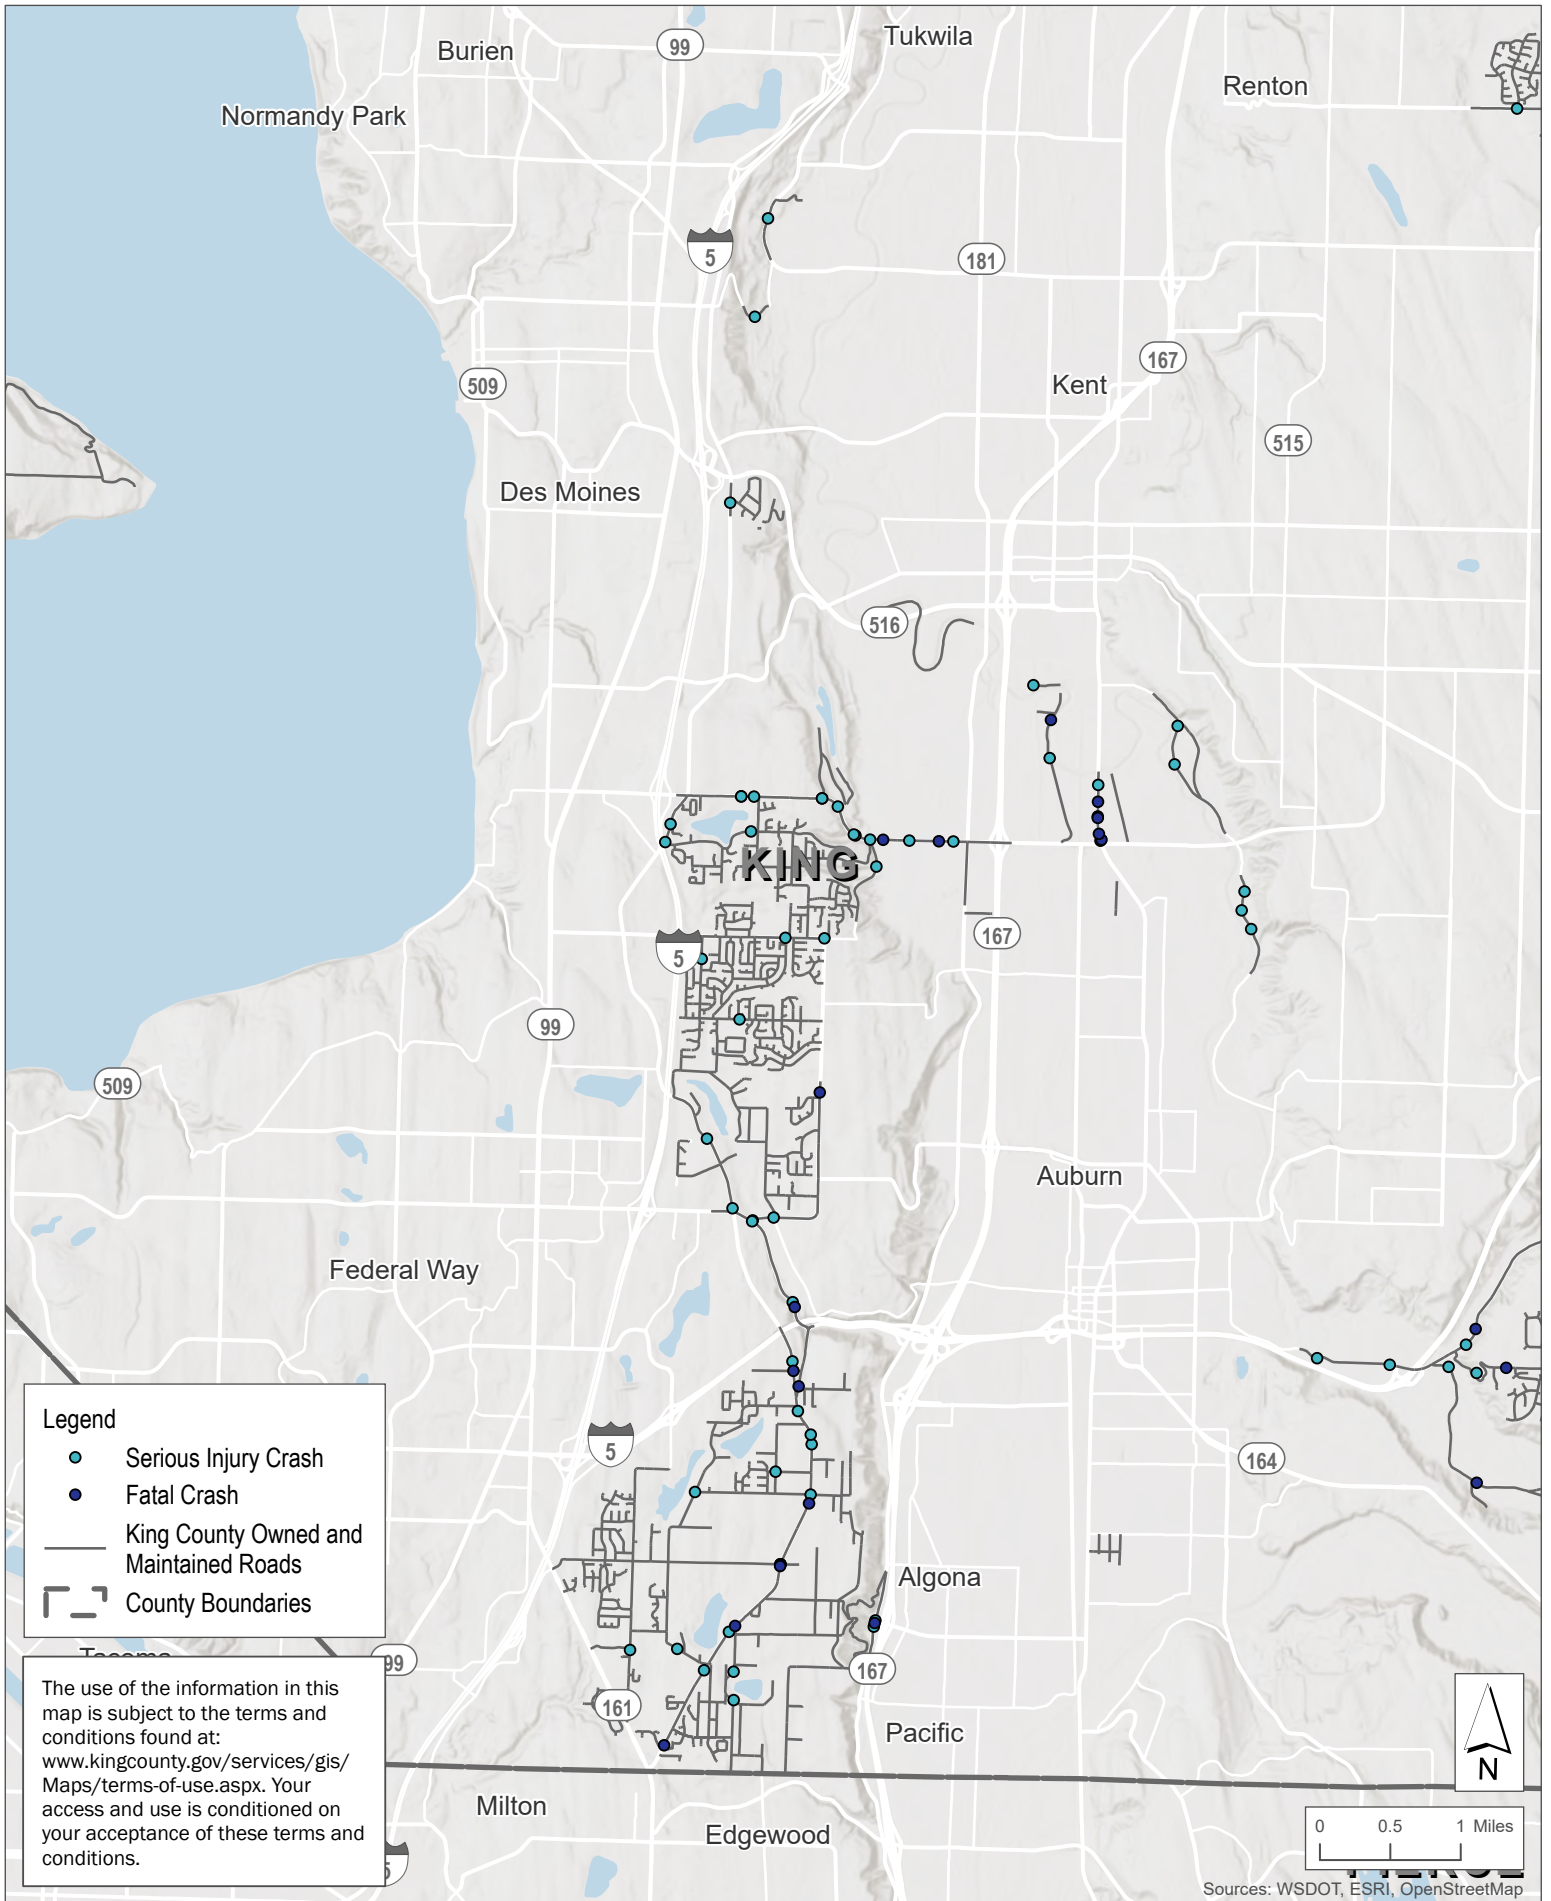 Burien
99
Tukwila
Renton
Normandy Park
5
181
167
509
Kent
515
Des Moines
516
KING
167
5
99
509
Auburn
Federal Way
Legend
Serious Injury Crash
Fatal Crash
King County Owned and
Maintained Roads
County Boundaries
5
164
Algona
Tacoma
99
167
161
The use of the information in this
map is subject to the terms and
conditions found at:
www.kingcounty.gov/services/gis/
Maps/terms-of-use.aspx. Your
access and use is conditioned on
your acceptance of these terms and
conditions.
Pacific
N
Milton
Edgewood
0 0.5 1 Miles
5
PIERCE
Sources: WSDOT, ESRI, OpenStreetMap